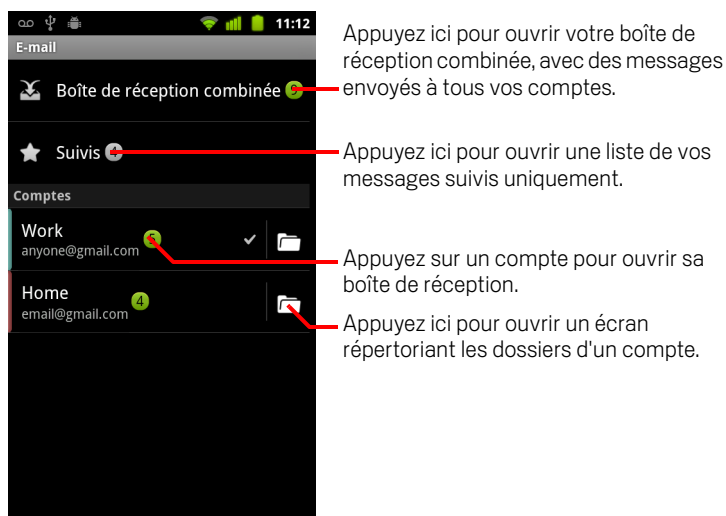 11:12
E-mail
Boîte de réception combinée 9
Suivis 4
Comptes
Work
anyone@gmail.com 5
Home
email@gmail.com 4
Appuyez ici pour ouvrir votre boîte de
réception combinée, avec des messages
envoyés à tous vos comptes.
Appuyez ici pour ouvrir une liste de vos
messages suivis uniquement.
Appuyez sur un compte pour ouvrir sa
boîte de réception.
Appuyez ici pour ouvrir un écran
répertoriant les dossiers d'un compte.